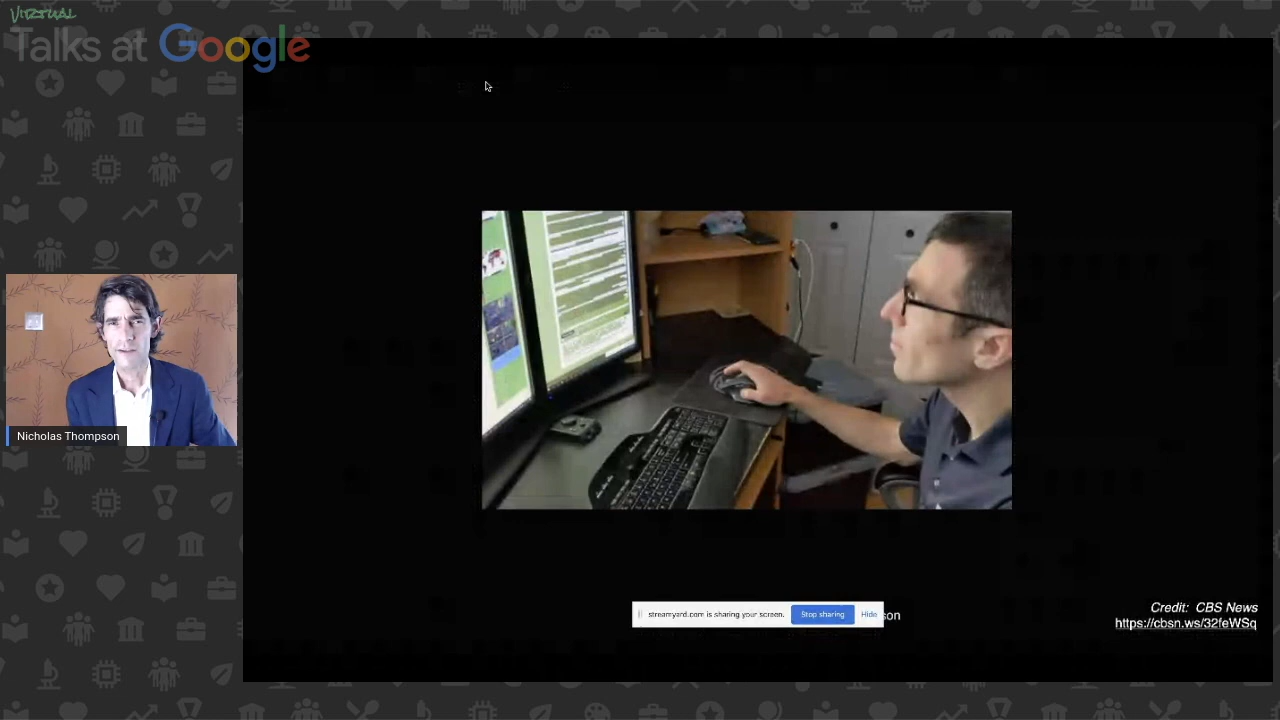 VIRTUAL
Talks at Google
Nicholas Thompson
streamyard.com is sharing your screen.
Stop sharing
Hide
son
Credit: CBS News
https://cbsn.ws/32feWSq